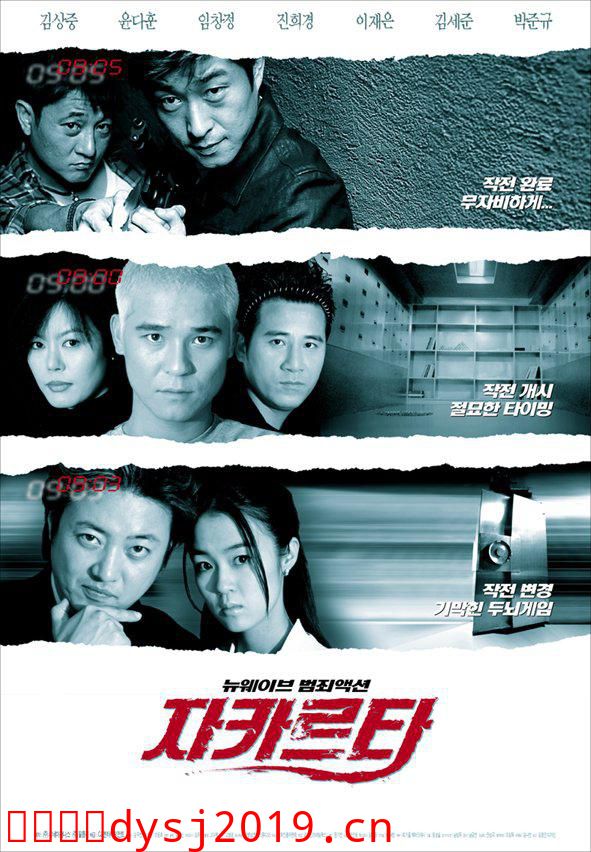 김상중 윤다훈 임창정 진희경 이재은 김세준 박준규
09:05
작전 완료
무자비하게...
09:00
작전 개시
절묘한 타이밍
작전 변경
기막힌 두뇌게임
뉴웨이브 범죄액션
자카르타
dysj2019.cn